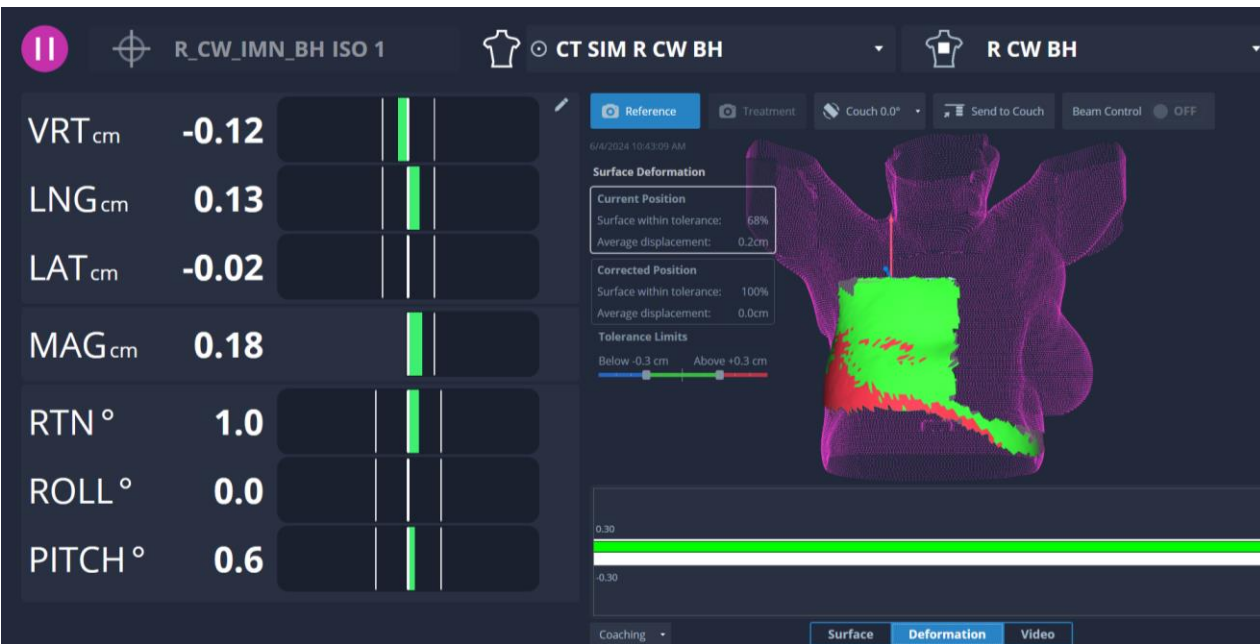 R_CW_IMN_BH ISO 1
CT SIM R CW BH
R CW BH
VRT cm -0.12
LNG cm 0.13
LAT cm -0.02
MAG cm 0.18
RTN ° 1.0
ROLL ° 0.0
PITCH ° 0.6
Reference Treatment Couch 0.0° Send to Couch Beam Control OFF
6/4/2024 10:43:09 AM
Surface Deformation
Current Position
Surface within tolerance: 68%
Average displacement: 0.2cm
Corrected Position
Surface within tolerance: 100%
Average displacement: 0.0cm
Tolerance Limits
Below -0.3 cm Above +0.3 cm
0.30
-0.30
Coaching
Surface Deformation Video